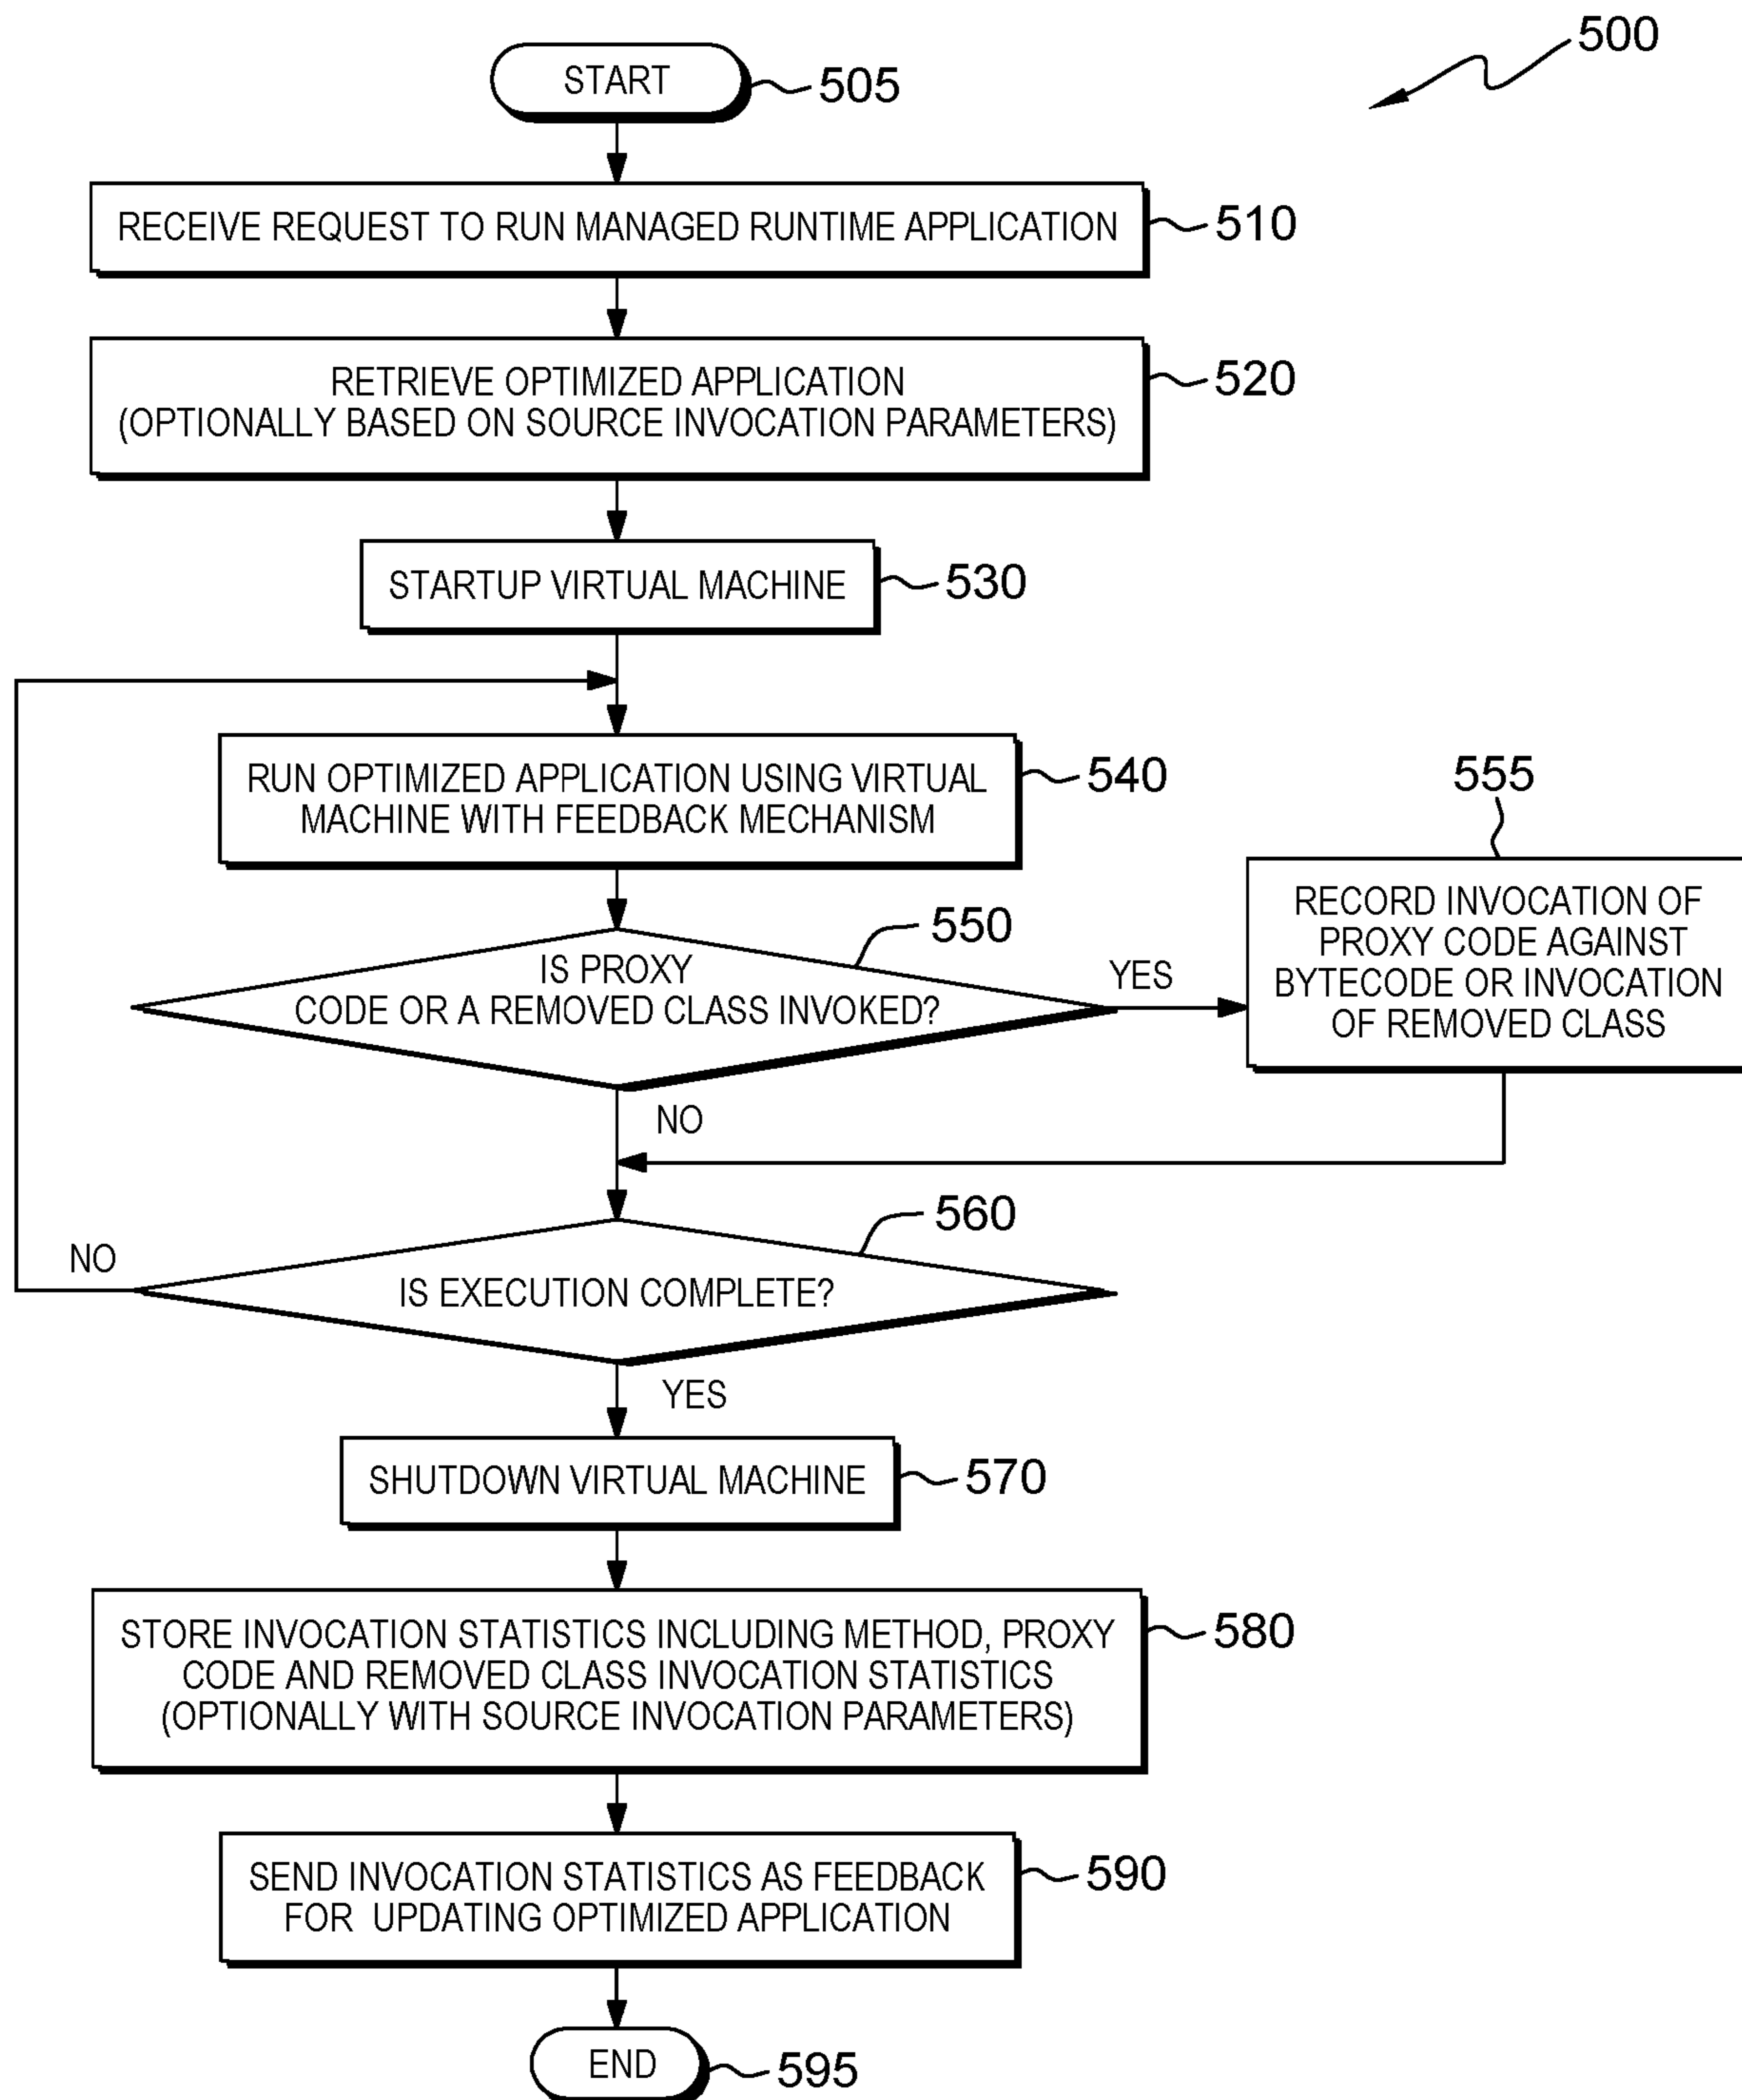 500
START
505
RECEIVE REQUEST TO RUN MANAGED RUNTIME APPLICATION
510
RETRIEVE OPTIMIZED APPLICATION
(OPTIONALLY BASED ON SOURCE INVOCATION PARAMETERS)
520
STARTUP VIRTUAL MACHINE
530
RUN OPTIMIZED APPLICATION USING VIRTUAL
MACHINE WITH FEEDBACK MECHANISM
540
550
IS PROXY
CODE OR A REMOVED CLASS INVOKED?
YES
555
RECORD INVOCATION OF
PROXY CODE AGAINST
BYTECODE OR INVOCATION
OF REMOVED CLASS
NO
560
IS EXECUTION COMPLETE?
NO
YES
SHUTDOWN VIRTUAL MACHINE
570
STORE INVOCATION STATISTICS INCLUDING METHOD, PROXY
CODE AND REMOVED CLASS INVOCATION STATISTICS
(OPTIONALLY WITH SOURCE INVOCATION PARAMETERS)
580
SEND INVOCATION STATISTICS AS FEEDBACK
FOR UPDATING OPTIMIZED APPLICATION
590
END
595